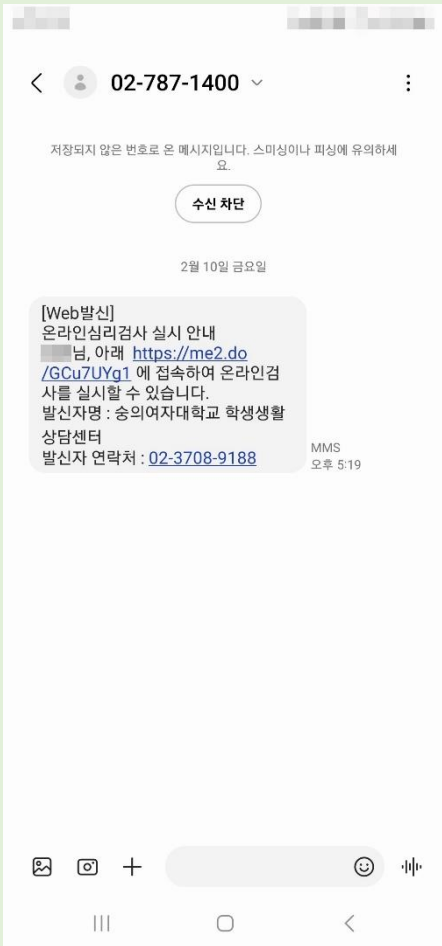 02-787-1400
저장되지 않은 번호로 온 메시지입니다. 스미싱이나 피싱에 유의하세
요.
수신 차단
2월 10일 금요일
[Web발신]
온라인심리검사 실시 안내
님, 아래 https://me2.do
/GCu7UYg1 에 접속하여 온라인검
사를 실시할 수 있습니다.
발신자명 : 숭의여자대학교 학생생활
상담센터
발신자 연락처 : 02-3708-9188
MMS
오후 5:19